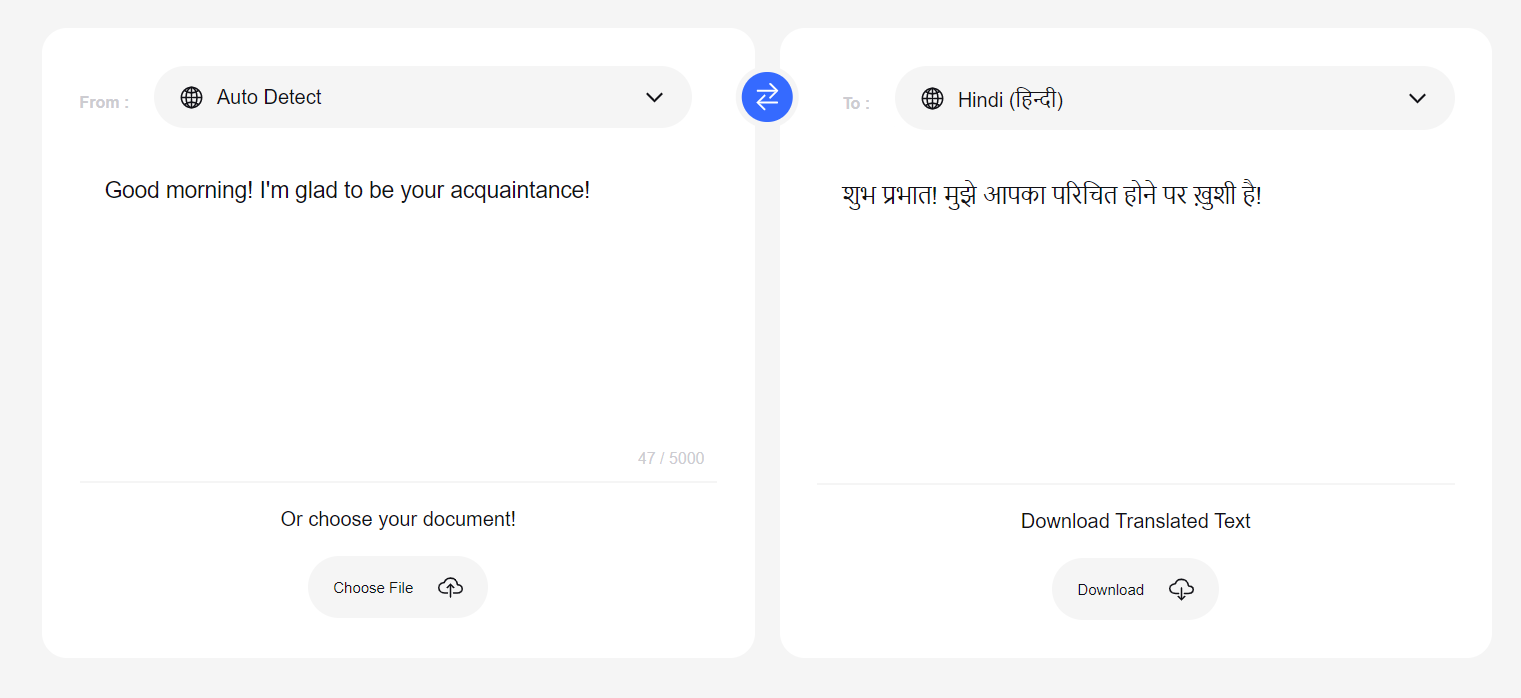 From :
Auto Detect
To :
Hindi (हिन्दी)
Good morning! I'm glad to be your acquaintance!
शुभ प्रभात! मुझे आपका परिचित होने पर ख़ुशी है!
47 / 5000
Or choose your document!
Download Translated Text
Choose File
Download